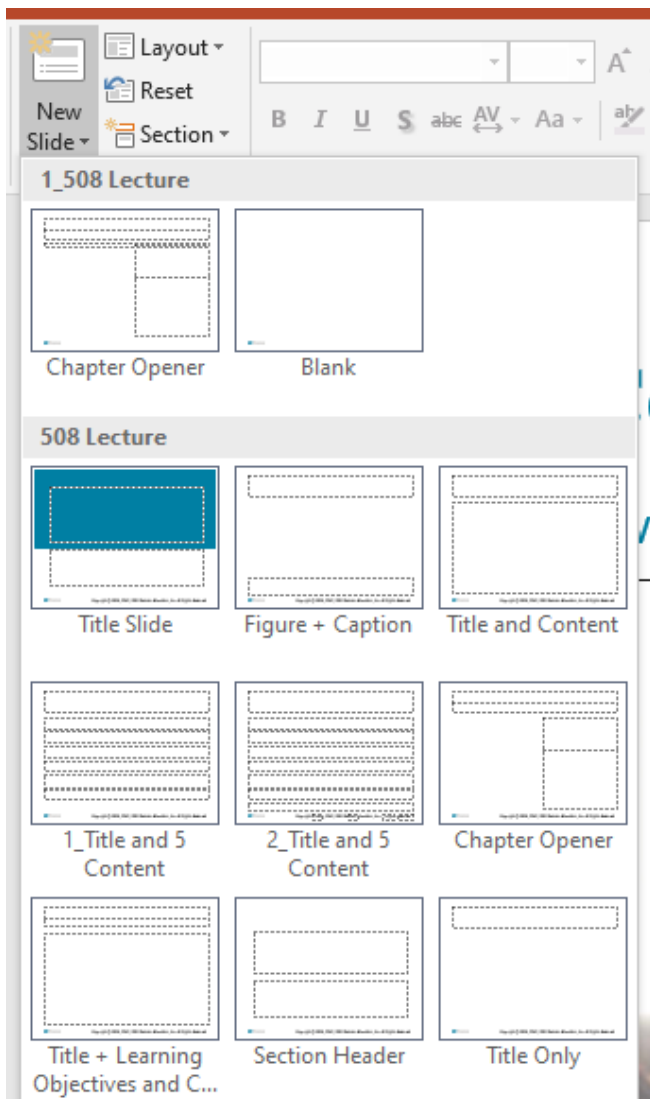 Layout
Reset
New
Slide
Section
B I U S abc AV Aa aby
A
1_508 Lecture
Chapter Opener
Blank
508 Lecture
Title Slide
Figure + Caption
Title and Content
1_Title and 5
Content
2_Title and 5
Content
Chapter Opener
Title + Learning
Objectives and C...
Section Header
Title Only